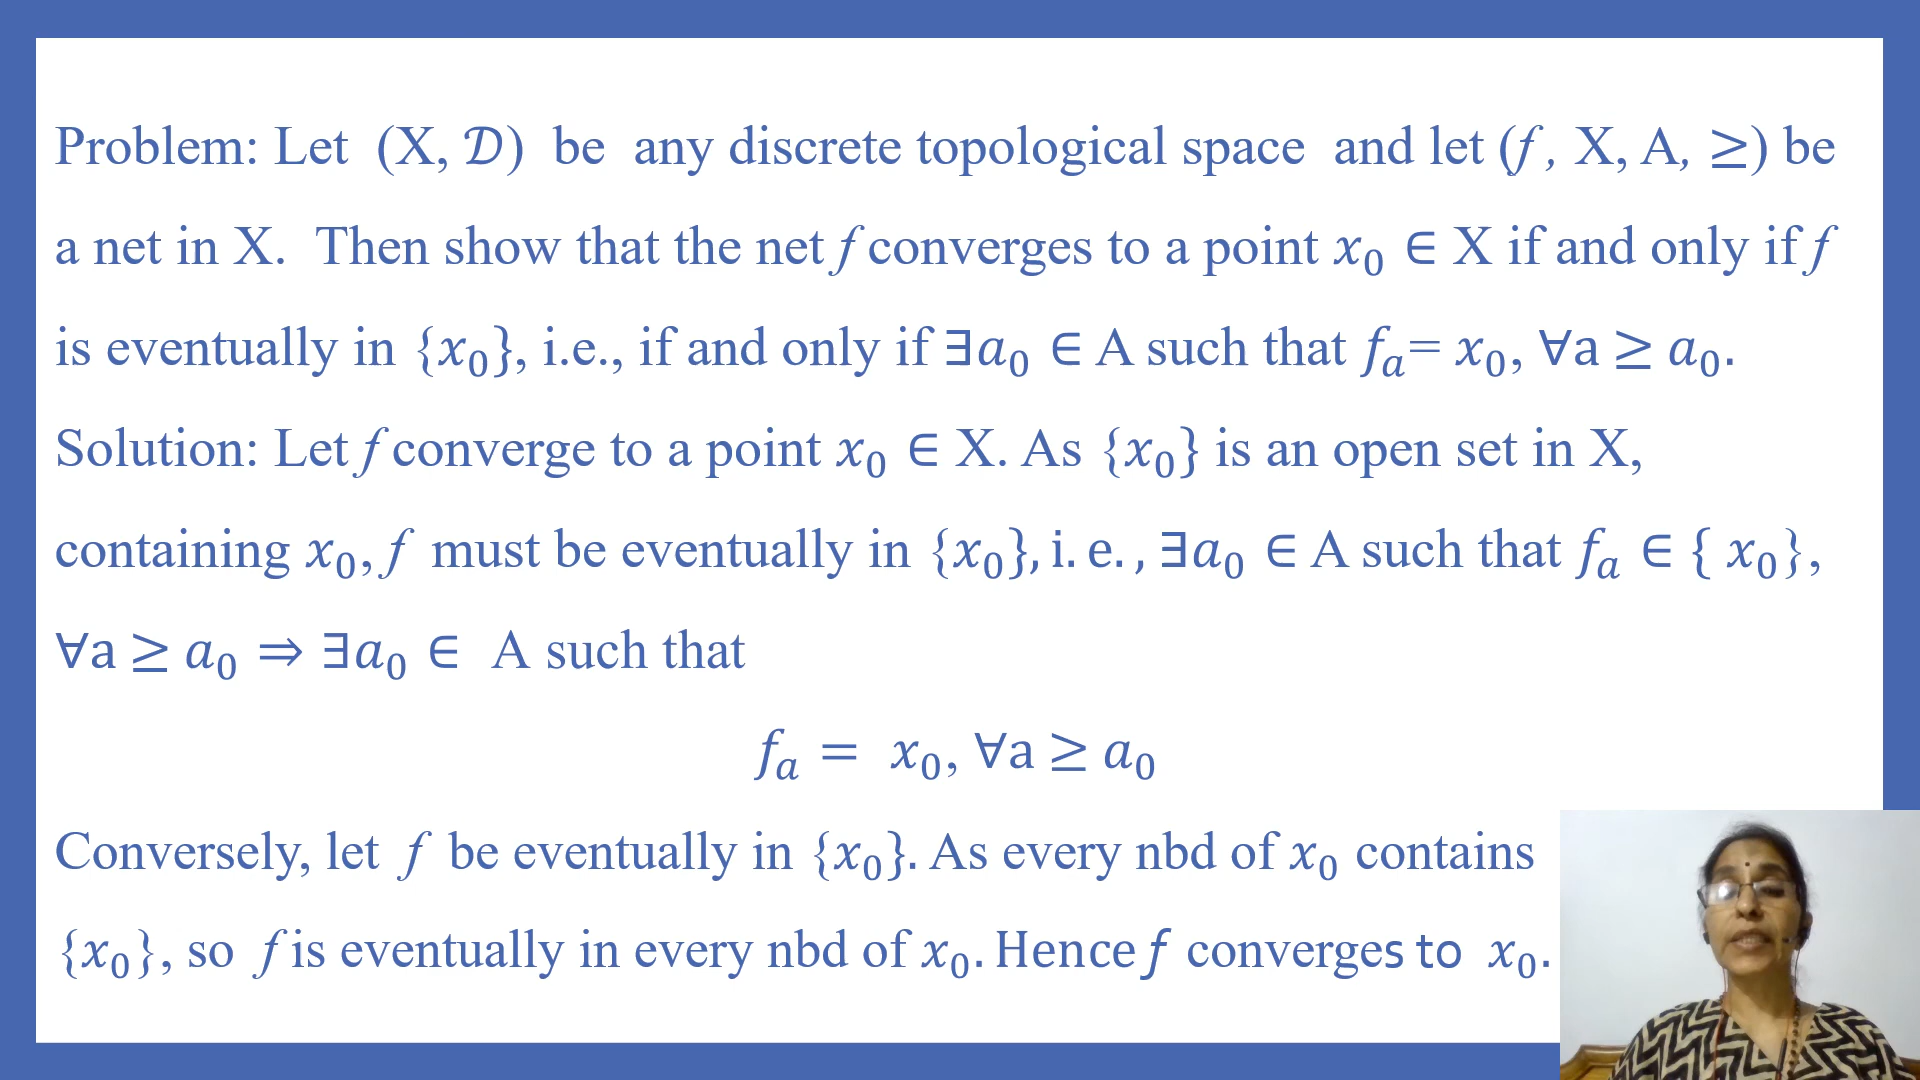 Problem: Let (X, 𝒟) be any discrete topological space and let (f , X, A, ≥) be
a net in X. Then show that the net f converges to a point x₀ ∈ X if and only if f
is eventually in {x₀}, i.e., if and only if ∃a₀ ∈ A such that fₐ= x₀, ∀a ≥ a₀.
Solution: Let f converge to a point x₀ ∈ X. As {x₀} is an open set in X,
containing x₀, f must be eventually in {x₀}, i. e. , ∃a₀ ∈ A such that fₐ ∈ { x₀},
∀a ≥ a₀ ⇒ ∃a₀ ∈ A such that
fₐ = x₀, ∀a ≥ a₀
Conversely, let f be eventually in {x₀}. As every nbd of x₀ contains
{x₀}, so f is eventually in every nbd of x₀. Hence f converges to x₀.